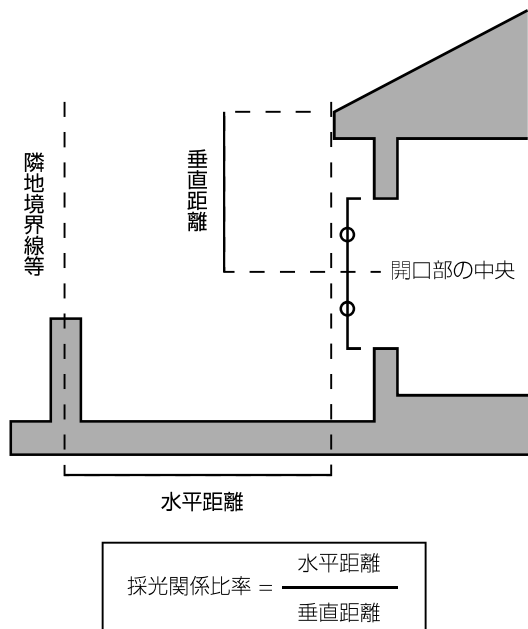 隣地境界線等
垂直距離
開口部の中央
水平距離
採光関係比率 = 水平距離
垂直距離